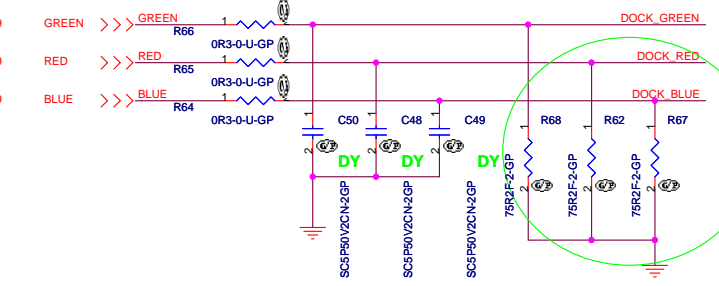 GREEN GREEN 1 DOCK_GREEN
R66
0R3-0-U-GP
RED RED 1 DOCK_RED
R65
0R3-0-U-GP
BLUE BLUE 1 DOCK_BLUE
R64
0R3-0-U-GP
1 C50 1 C48 1 C49 1 R68 1 R62 1 R67
2 G/P 2 G/P 2 G/P 2 G/P 2 G/P 2 G/P
DY DY DY
SC5P50V2CN-2GP SC5P50V2CN-2GP SC5P50V2CN-2GP
75R2F-2-GP 75R2F-2-GP 75R2F-2-GP